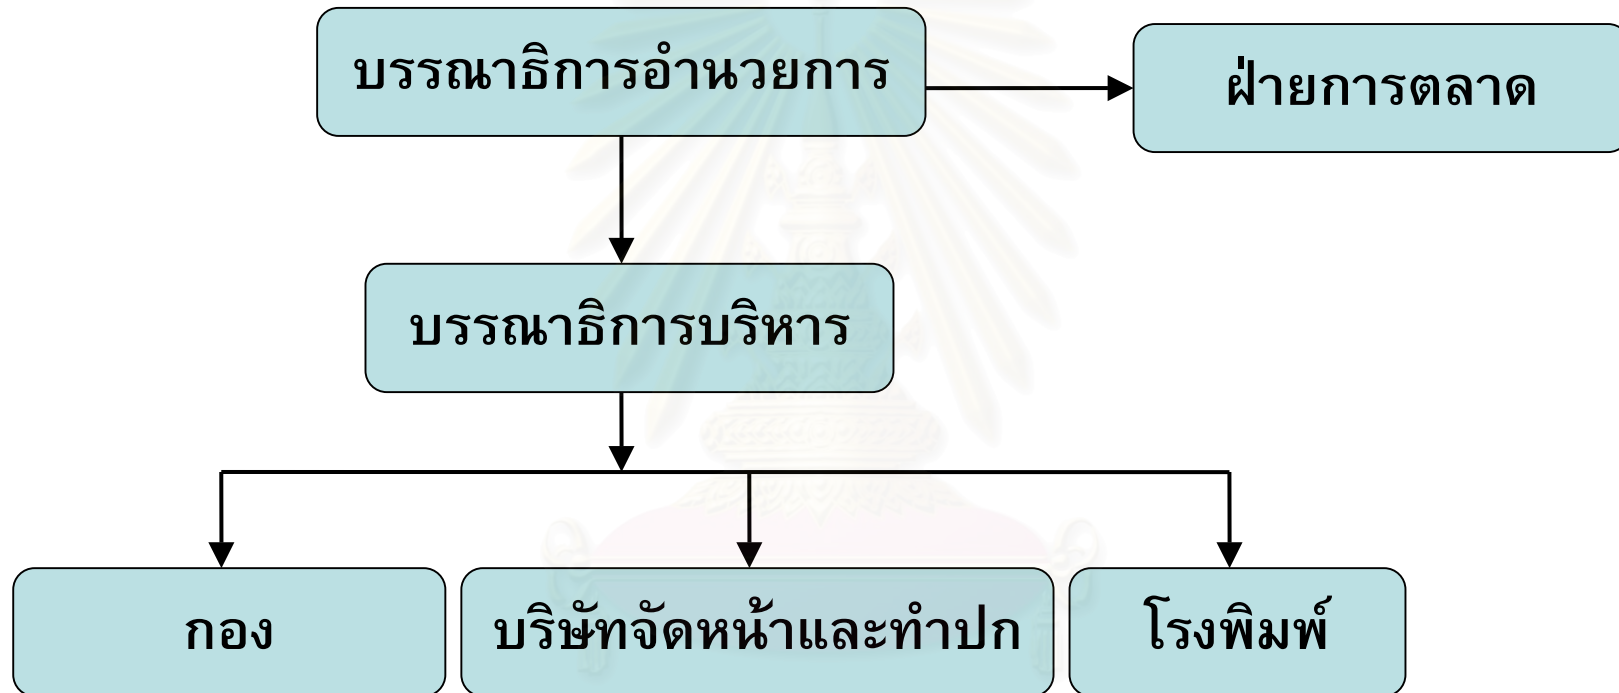 บรรณาธิการอำนวยการ
ฝ่ายการตลาด
บรรณาธิการบริหาร
กอง
บริษัทจัดหน้าและทำปก
โรงพิมพ์